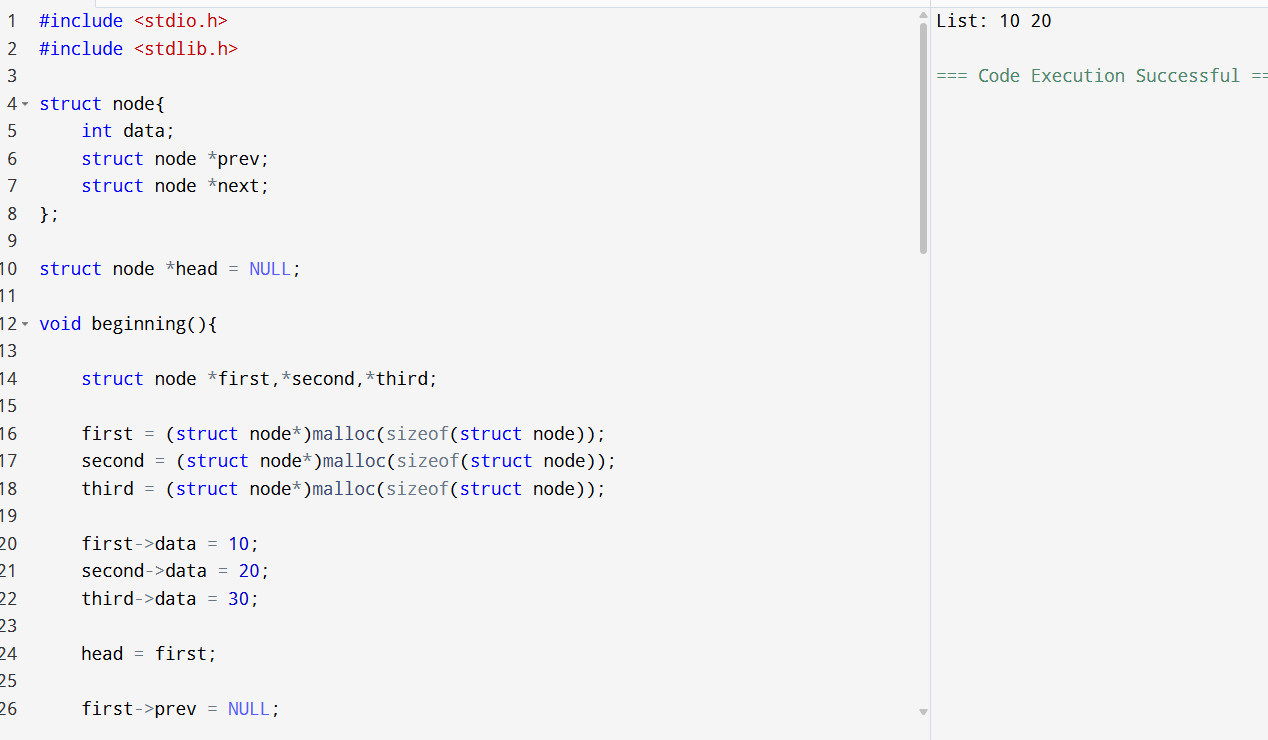 1 #include <stdio.h>
2 #include <stdlib.h>
3
4 struct node{
5     int data;
6     struct node *prev;
7     struct node *next;
8 };
9
10 struct node *head = NULL;
11
12 void beginning(){
13
14     struct node *first,*second,*third;
15
16     first = (struct node*)malloc(sizeof(struct node));
17     second = (struct node*)malloc(sizeof(struct node));
18     third = (struct node*)malloc(sizeof(struct node));
19
20     first->data = 10;
21     second->data = 20;
22     third->data = 30;
23
24     head = first;
25
26     first->prev = NULL;
List: 10 20
=== Code Execution Successful ==